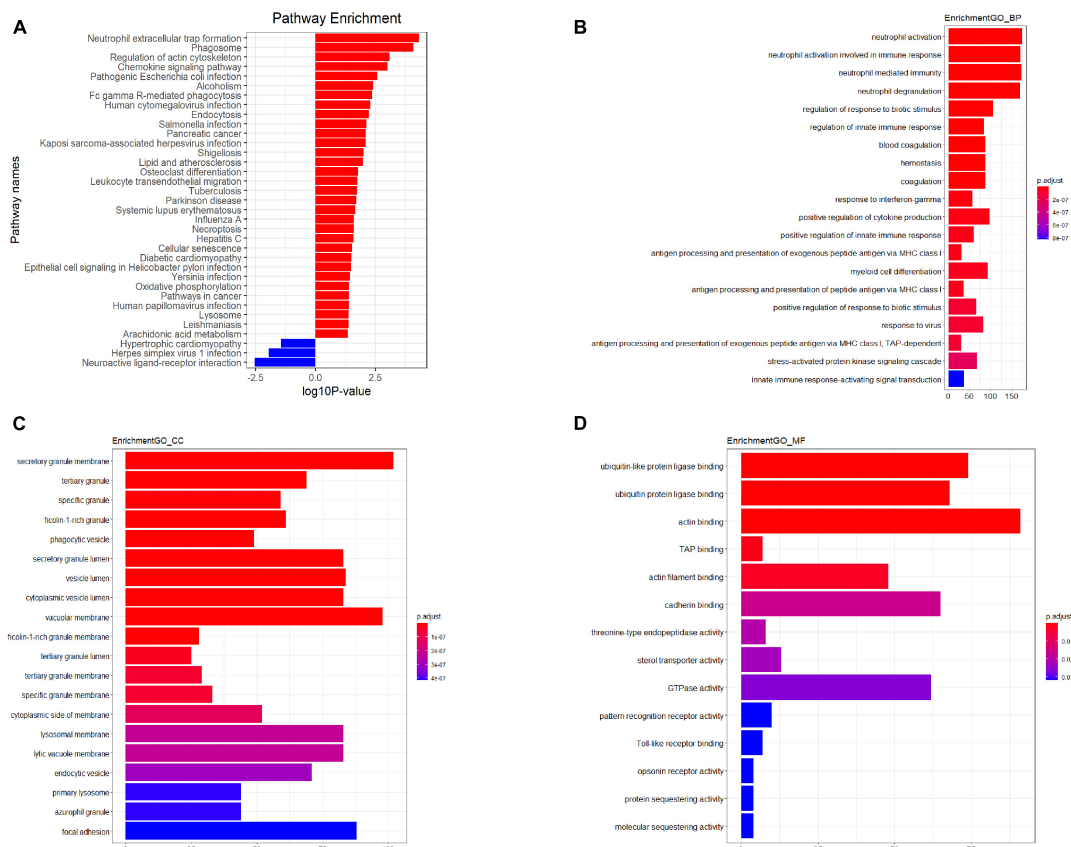 A
Pathway Enrichment
Pathway names
Neutrophil extracellular trap formation
Phagosome
Regulation of actin cytoskeleton
Chemokine signaling pathway
Pathogenic Escherichia coli infection
Alcoholism
Fc gamma R-mediated phagocytosis
Human cytomegalovirus infection
Endocytosis
Salmonella infection
Pancreatic cancer
Kaposi sarcoma-associated herpesvirus infection
Shigellosis
Lipid and atherosclerosis
Osteoclast differentiation
Leukocyte transendothelial migration
Tuberculosis
Parkinson disease
Systemic lupus erythematosus
Influenza A
Necroptosis
Hepatitis C
Cellular senescence
Diabetic cardiomyopathy
Epithelial cell signaling in Helicobacter pylori infection
Yersinia infection
Oxidative phosphorylation
Pathways in cancer
Human papillomavirus infection
Lysosome
Leishmaniasis
Arachidonic acid metabolism
Hypertrophic cardiomyopathy
Herpes simplex virus 1 infection
Neuroactive ligand-receptor interaction
-2.5 0.0 2.5
log10P-value
B
EnrichmentGO_BP
neutrophil activation
neutrophil activation involved in immune response
neutrophil mediated immunity
neutrophil degranulation
regulation of response to biotic stimulus
regulation of innate immune response
blood coagulation
hemostasis
coagulation
response to interferon-gamma
positive regulation of cytokine production
positive regulation of innate immune response
antigen processing and presentation of exogenous peptide antigen via MHC class I
myeloid cell differentiation
antigen processing and presentation of peptide antigen via MHC class I
positive regulation of response to biotic stimulus
response to virus
antigen processing and presentation of exogenous peptide antigen via MHC class I, TAP-dependent
stress-activated protein kinase signaling cascade
innate immune response-activating signal transduction
0 50 100 150
p.adjust
2e-07
4e-07
6e-07
8e-07
C
EnrichmentGO_CC
secretory granule membrane
tertiary granule
specific granule
ficolin-1-rich granule
phagocytic vesicle
secretory granule lumen
vesicle lumen
cytoplasmic vesicle lumen
vacuolar membrane
ficolin-1-rich granule membrane
tertiary granule lumen
tertiary granule membrane
specific granule membrane
cytoplasmic side of membrane
lysosomal membrane
lytic vacuole membrane
endocytic vesicle
primary lysosome
azurophil granule
focal adhesion
p.adjust
1e-07
2e-07
3e-07
4e-07
D
EnrichmentGO_MF
ubiquitin-like protein ligase binding
ubiquitin protein ligase binding
actin binding
TAP binding
actin filament binding
cadherin binding
threonine-type endopeptidase activity
sterol transporter activity
GTPase activity
pattern recognition receptor activity
Toll-like receptor binding
opsonin receptor activity
protein sequestering activity
molecular sequestering activity
p.adjust